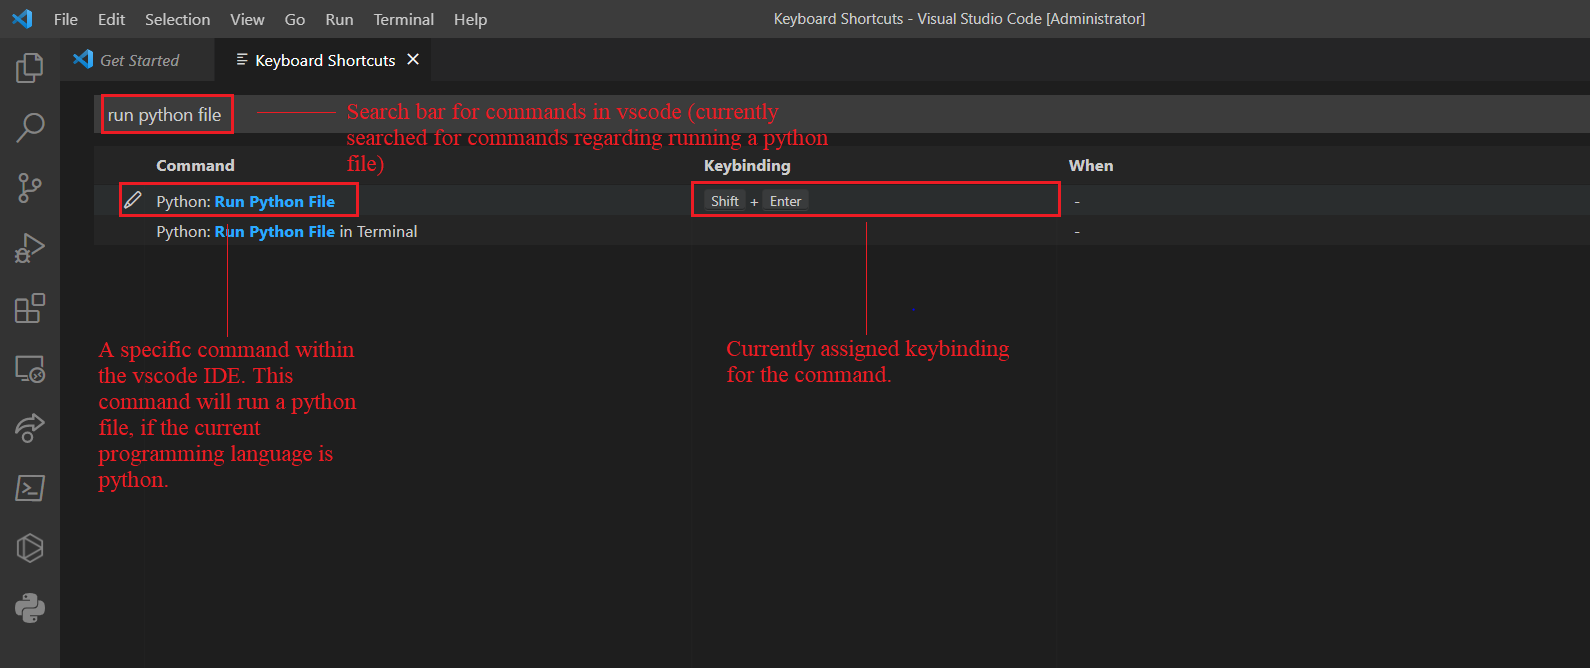 File Edit Selection View Go Run Terminal Help Keyboard Shortcuts - Visual Studio Code [Administrator]
Get Started Keyboard Shortcuts
run python file
Search bar for commands in vscode (currently
searched for commands regarding running a python
file)
Command Keybinding When
Python: Run Python File Shift + Enter -
Python: Run Python File in Terminal -
A specific command within
the vscode IDE. This
command will run a python
file, if the current
programming language is
python.
Currently assigned keybinding
for the command.